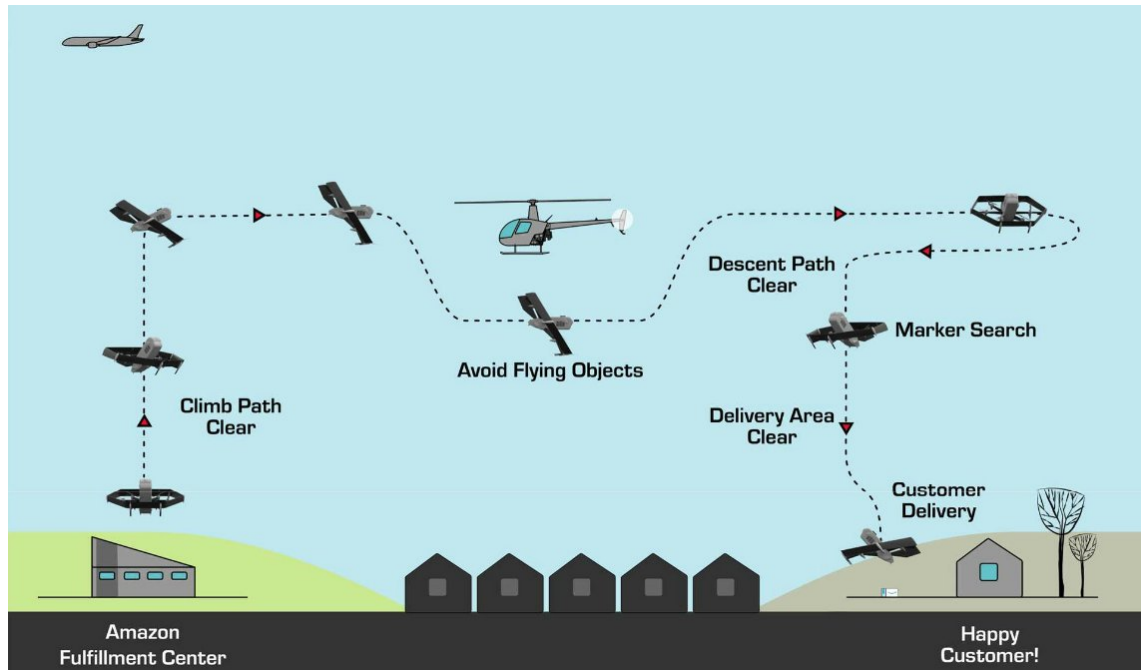 Descent Path
Clear
Marker Search
Avoid Flying Objects
Climb Path
Clear
Delivery Area
Clear
Customer
Delivery
Amazon
Fulfillment Center
Happy
Customer!